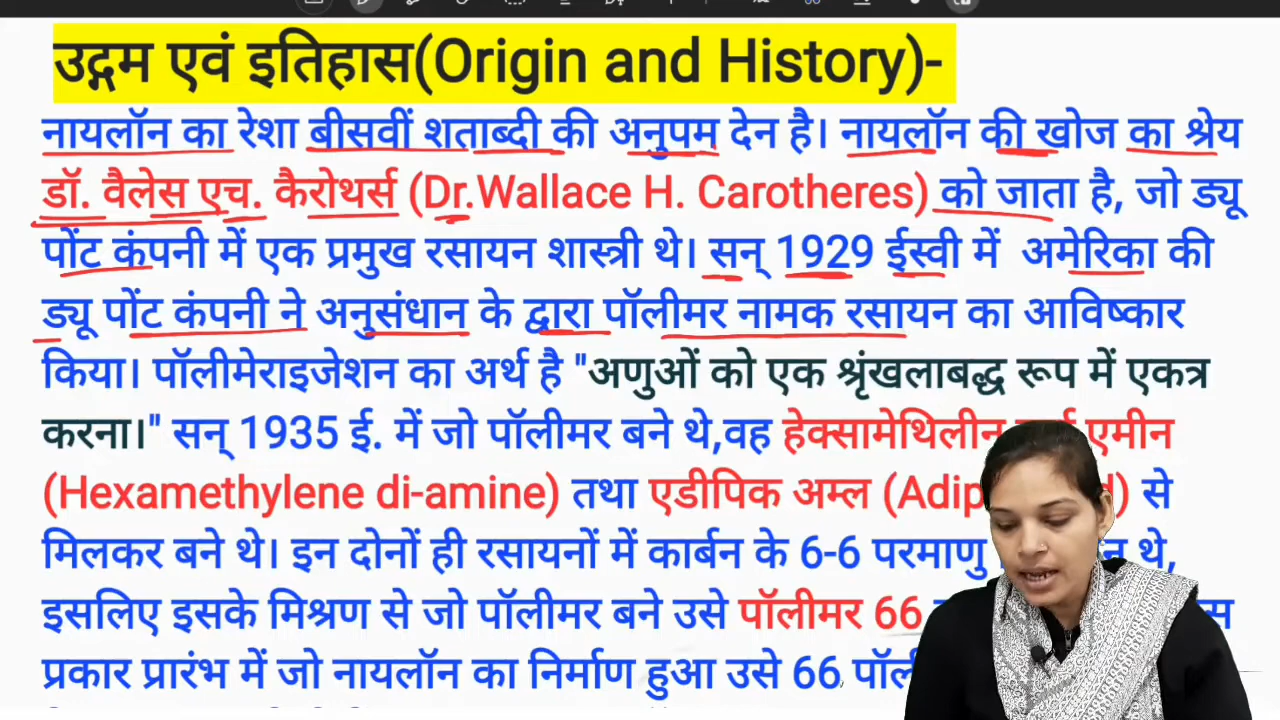 उद्गम एवं इतिहास(Origin and History)-
नायलॉन का रेशा बीसवीं शताब्दी की अनुपम देन है। नायलॉन की खोज का श्रेय
डॉ. वैलेस एच. कैरोथर्स (Dr.Wallace H. Carotheres) को जाता है, जो ड्यू
पोंट कंपनी में एक प्रमुख रसायन शास्त्री थे। सन् 1929 ईस्वी में अमेरिका की
ड्यू पोंट कंपनी ने अनुसंधान के द्वारा पॉलीमर नामक रसायन का आविष्कार
किया। पॉलीमेराइजेशन का अर्थ है "अणुओं को एक श्रृंखलाबद्ध रूप में एकत्र
करना।" सन् 1935 ई. में जो पॉलीमर बने थे,वह हेक्सामेथिलीन एमीन
(Hexamethylene di-amine) तथा एडीपिक अम्ल से
मिलकर बने थे। इन दोनों ही रसायनों में कार्बन के 6-6 परमाणु थे,
इसलिए इसके मिश्रण से जो पॉलीमर बने उसे पॉलीमर 66
प्रकार प्रारंभ में जो नायलॉन का निर्माण हुआ उसे 66